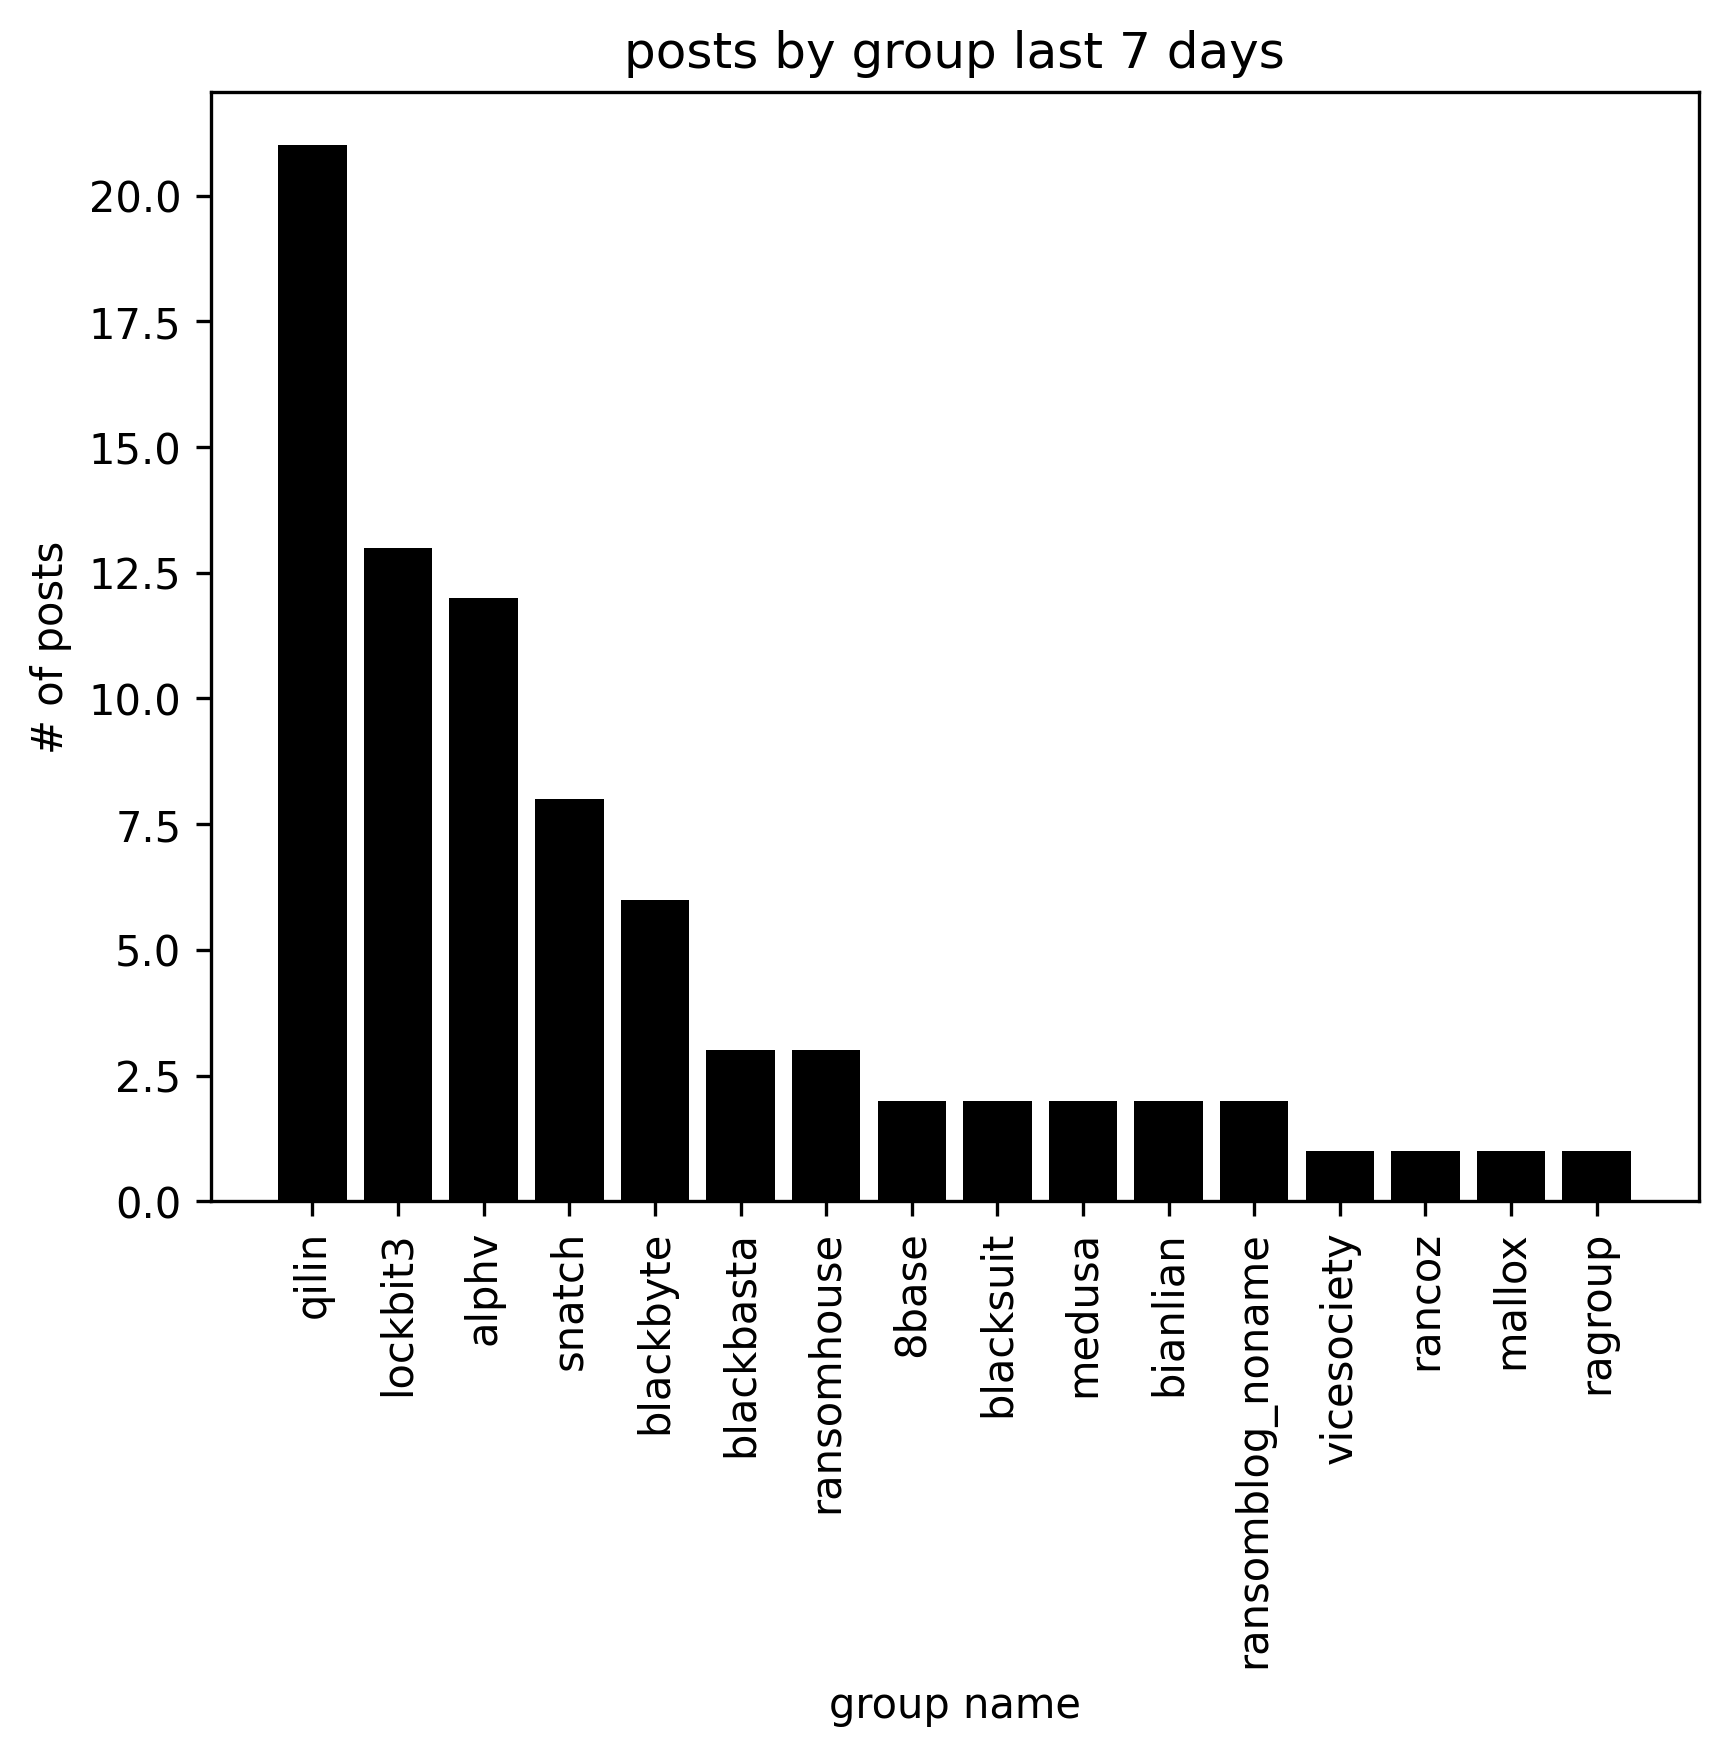 posts by group last 7 days
# of posts
20.0
17.5
15.0
12.5
10.0
7.5
5.0
2.5
0.0
qilin
lockbit3
alphv
snatch
blackbyte
blackbasta
ransomhouse
8base
blacksuit
medusa
bianlian
ransomblog_noname
vicesociety
rancoz
mallox
ragroup
group name